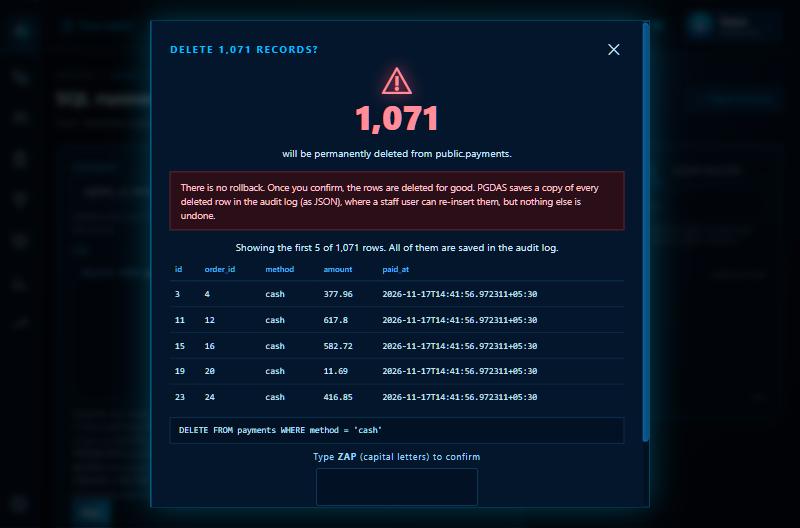 DELETE 1,071 RECORDS?
1,071
will be permanently deleted from public.payments.
There is no rollback. Once you confirm, the rows are deleted for good. PGDAS saves a copy of every
deleted row in the audit log (as JSON), where a staff user can re-insert them, but nothing else is
undone.
Showing the first 5 of 1,071 rows. All of them are saved in the audit log.
id order_id method amount paid_at
3 4 cash 377.96 2026-11-17T14:41:56.972311+05:30
11 12 cash 617.8 2026-11-17T14:41:56.972311+05:30
15 16 cash 582.72 2026-11-17T14:41:56.972311+05:30
19 20 cash 11.69 2026-11-17T14:41:56.972311+05:30
23 24 cash 416.85 2026-11-17T14:41:56.972311+05:30
DELETE FROM payments WHERE method = 'cash'
Type ZAP (capital letters) to confirm